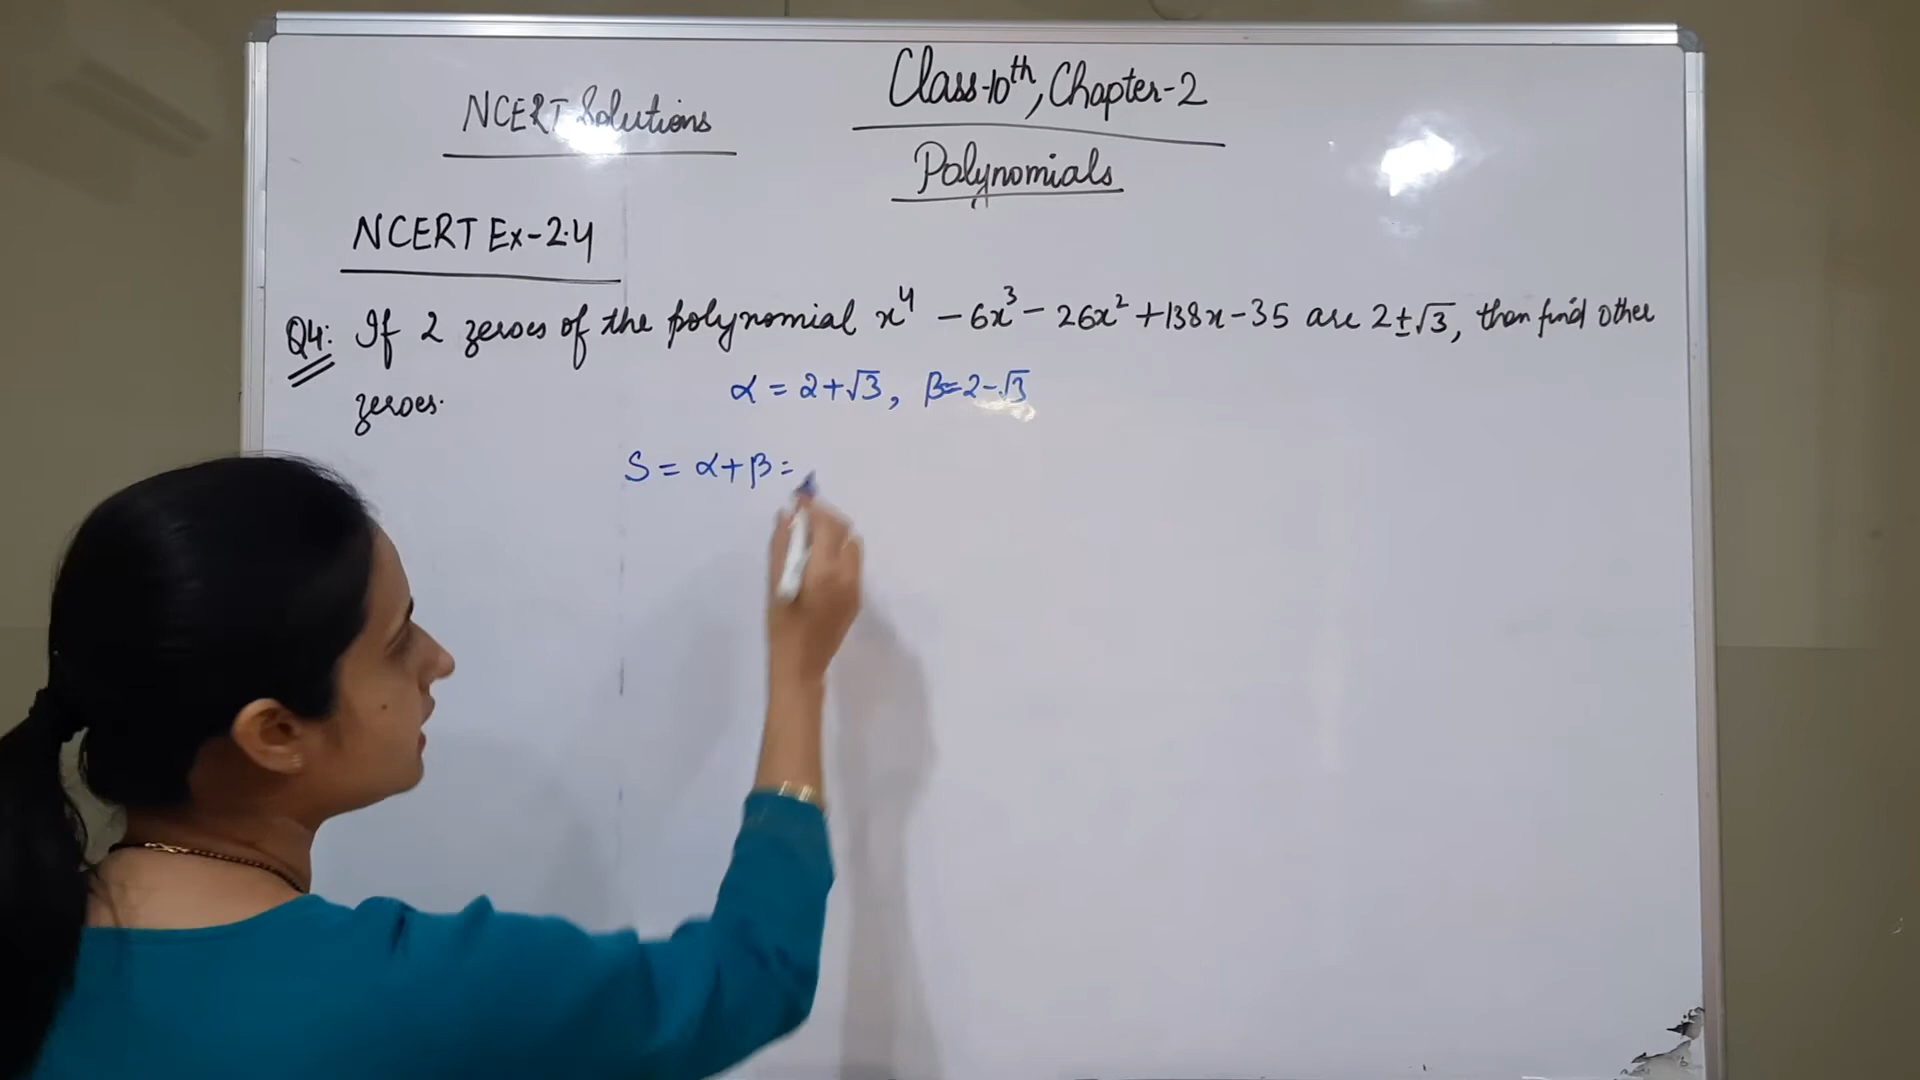 NCERT Solutions
Class-10th, Chapter-2
Polynomials
NCERT Ex-2.4
Q4: If 2 zeroes of the polynomial x⁴ - 6x³ - 26x² + 138x - 35 are 2 ± √3, then find other
zeroes.
α = 2+√3, β = 2-√3
S = α + β =